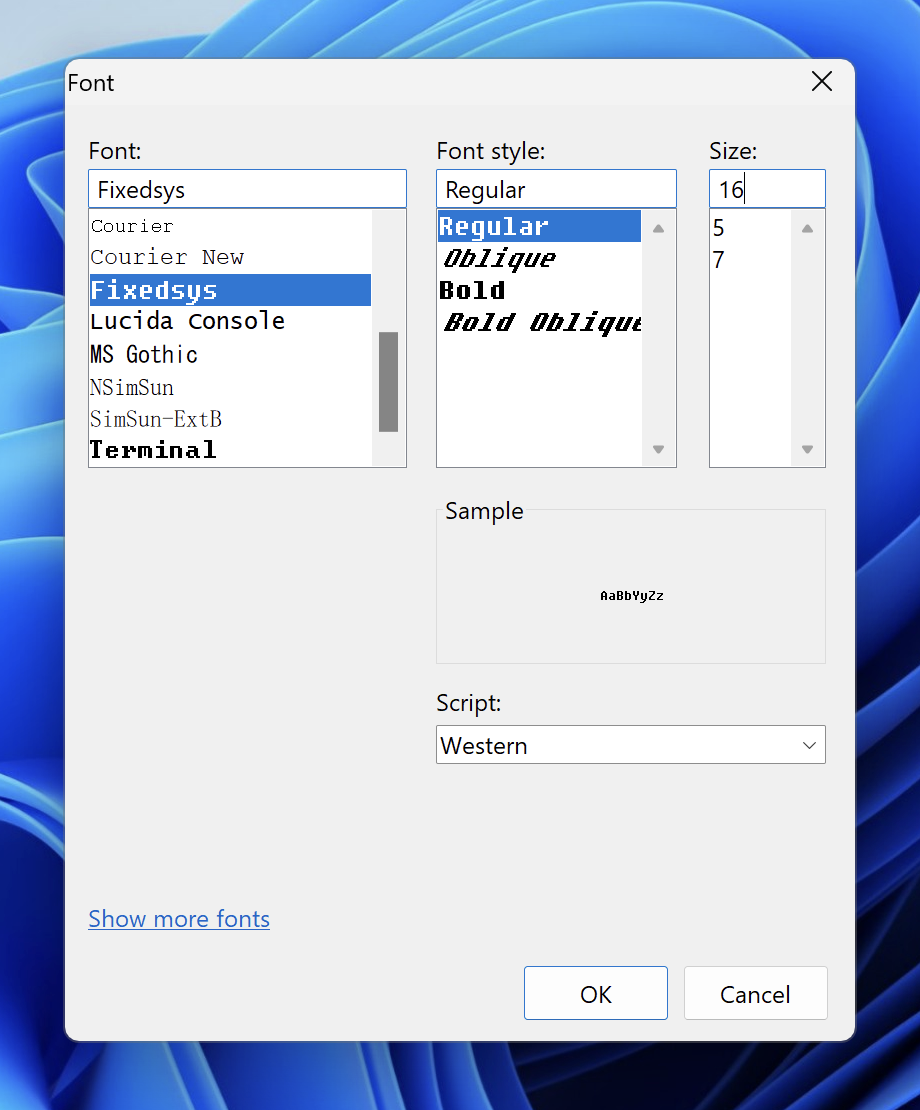 Font
Font:
Fixedsys
Courier
Courier New
Fixedsys
Lucida Console
MS Gothic
NSimSun
SimSun-ExtB
Terminal
Font style:
Regular
Regular
Oblique
Bold
Bold Oblique
Size:
16
5
7
Sample
AaBbYyZz
Script:
Western
Show more fonts
OK
Cancel